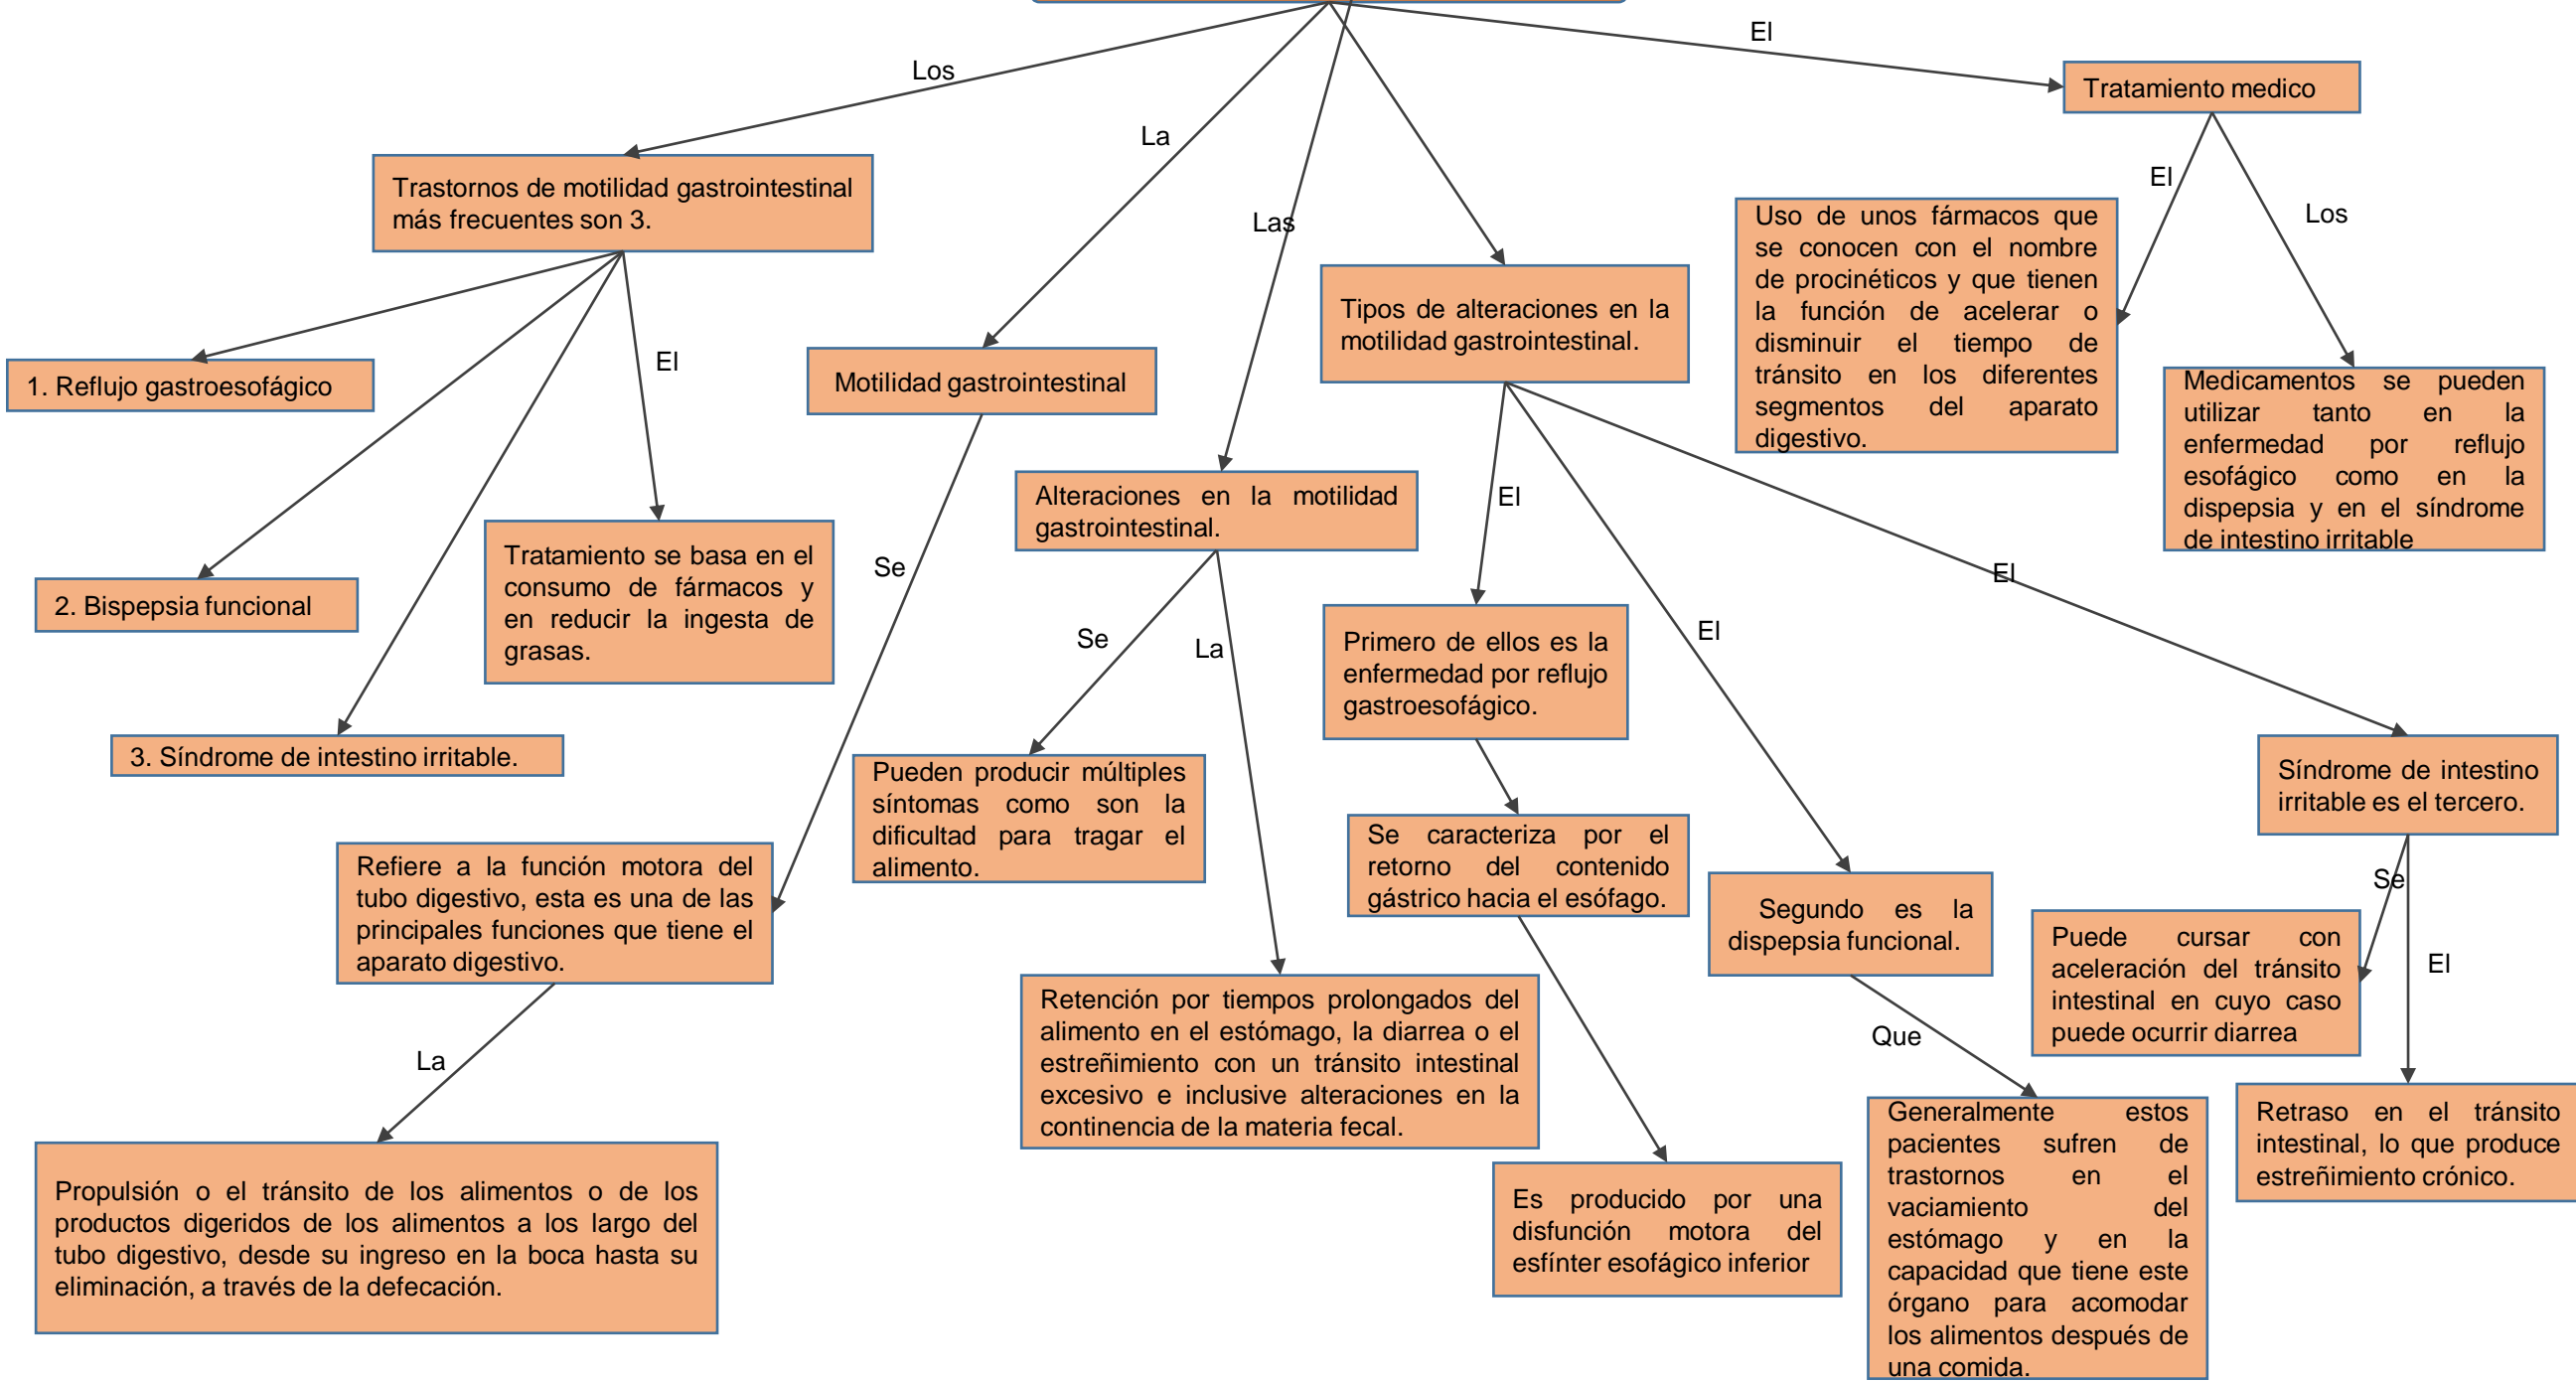 El
Los
Tratamiento medico
La
Trastornos de motilidad gastrointestinal
más frecuentes son 3.
El
Los
Las
Uso de unos fármacos que
se conocen con el nombre
de procinéticos y que tienen
la función de acelerar o
disminuir el tiempo de
tránsito en los diferentes
segmentos del aparato
digestivo.
Tipos de alteraciones en la
motilidad gastrointestinal.
El
1. Reflujo gastroesofágico
Motilidad gastrointestinal
Medicamentos se pueden
utilizar tanto en la
enfermedad por reflujo
esofágico como en la
dispepsia y en el síndrome
de intestino irritable
Alteraciones en la motilidad
gastrointestinal.
El
Tratamiento se basa en el
consumo de fármacos y
en reducir la ingesta de
grasas.
Se
El
2. Bispepsia funcional
Se
La
Primero de ellos es la
enfermedad por reflujo
gastroesofágico.
El
3. Síndrome de intestino irritable.
Pueden producir múltiples
síntomas como son la
dificultad para tragar el
alimento.
Síndrome de intestino
irritable es el tercero.
Refiere a la función motora del
tubo digestivo, esta es una de las
principales funciones que tiene el
aparato digestivo.
Se caracteriza por el
retorno del contenido
gástrico hacia el esófago.
Segundo es la
dispepsia funcional.
Se
Puede cursar con
aceleración del tránsito
intestinal en cuyo caso
puede ocurrir diarrea
El
Retención por tiempos prolongados del
alimento en el estómago, la diarrea o el
estreñimiento con un tránsito intestinal
excesivo e inclusive alteraciones en la
continencia de la materia fecal.
Que
La
Generalmente estos
pacientes sufren de
trastornos en el
vaciamiento del
estómago y en la
capacidad que tiene este
órgano para acomodar
los alimentos después de
una comida.
Retraso en el tránsito
intestinal, lo que produce
estreñimiento crónico.
Propulsión o el tránsito de los alimentos o de los
productos digeridos de los alimentos a los largo del
tubo digestivo, desde su ingreso en la boca hasta su
eliminación, a través de la defecación.
Es producido por una
disfunción motora del
esfínter esofágico inferior